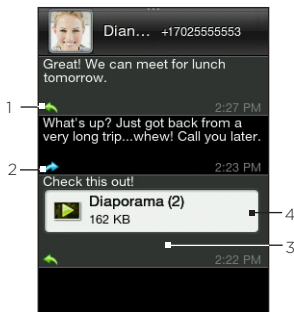 Dian... +17025555553
Great! We can meet for lunch
tomorrow.
1
2:27 PM
What's up? Just got back from a
very long trip...whew! Call you later.
2
2:23 PM
Check this out!
Diaporama (2)
162 KB
4
3
2:22 PM